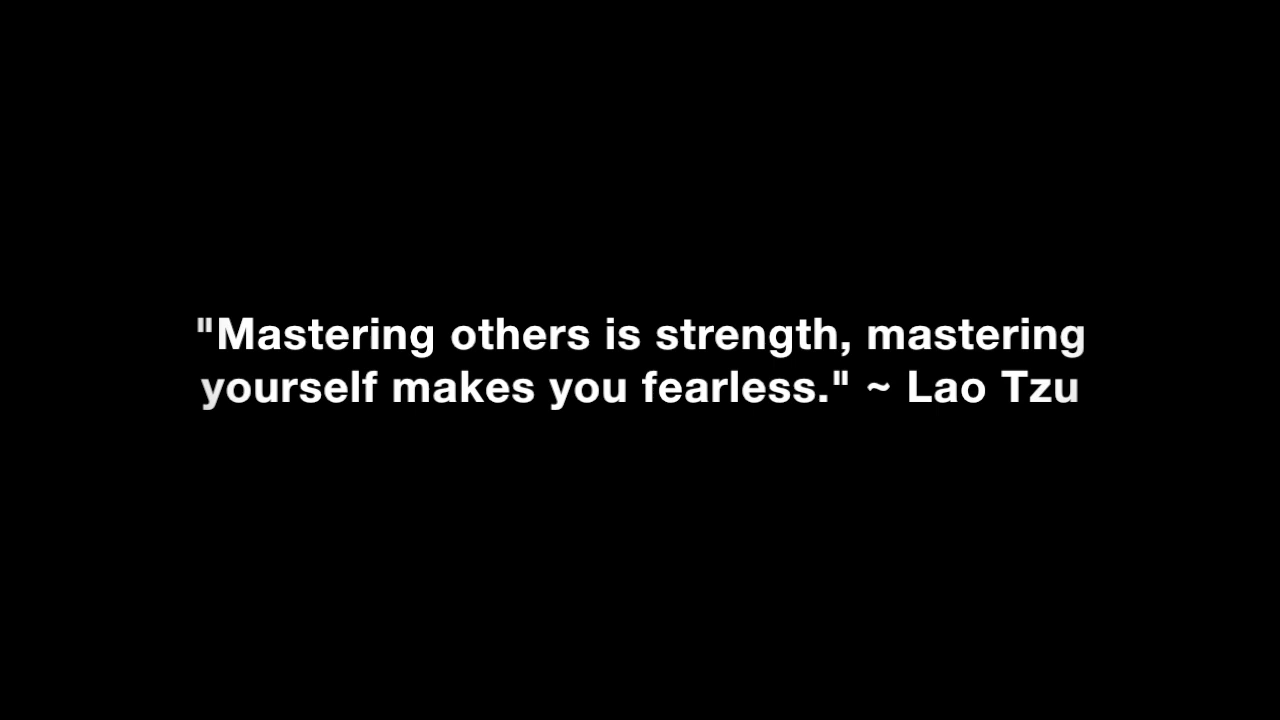 "Mastering others is strength, mastering
yourself makes you fearless." ~ Lao Tzu